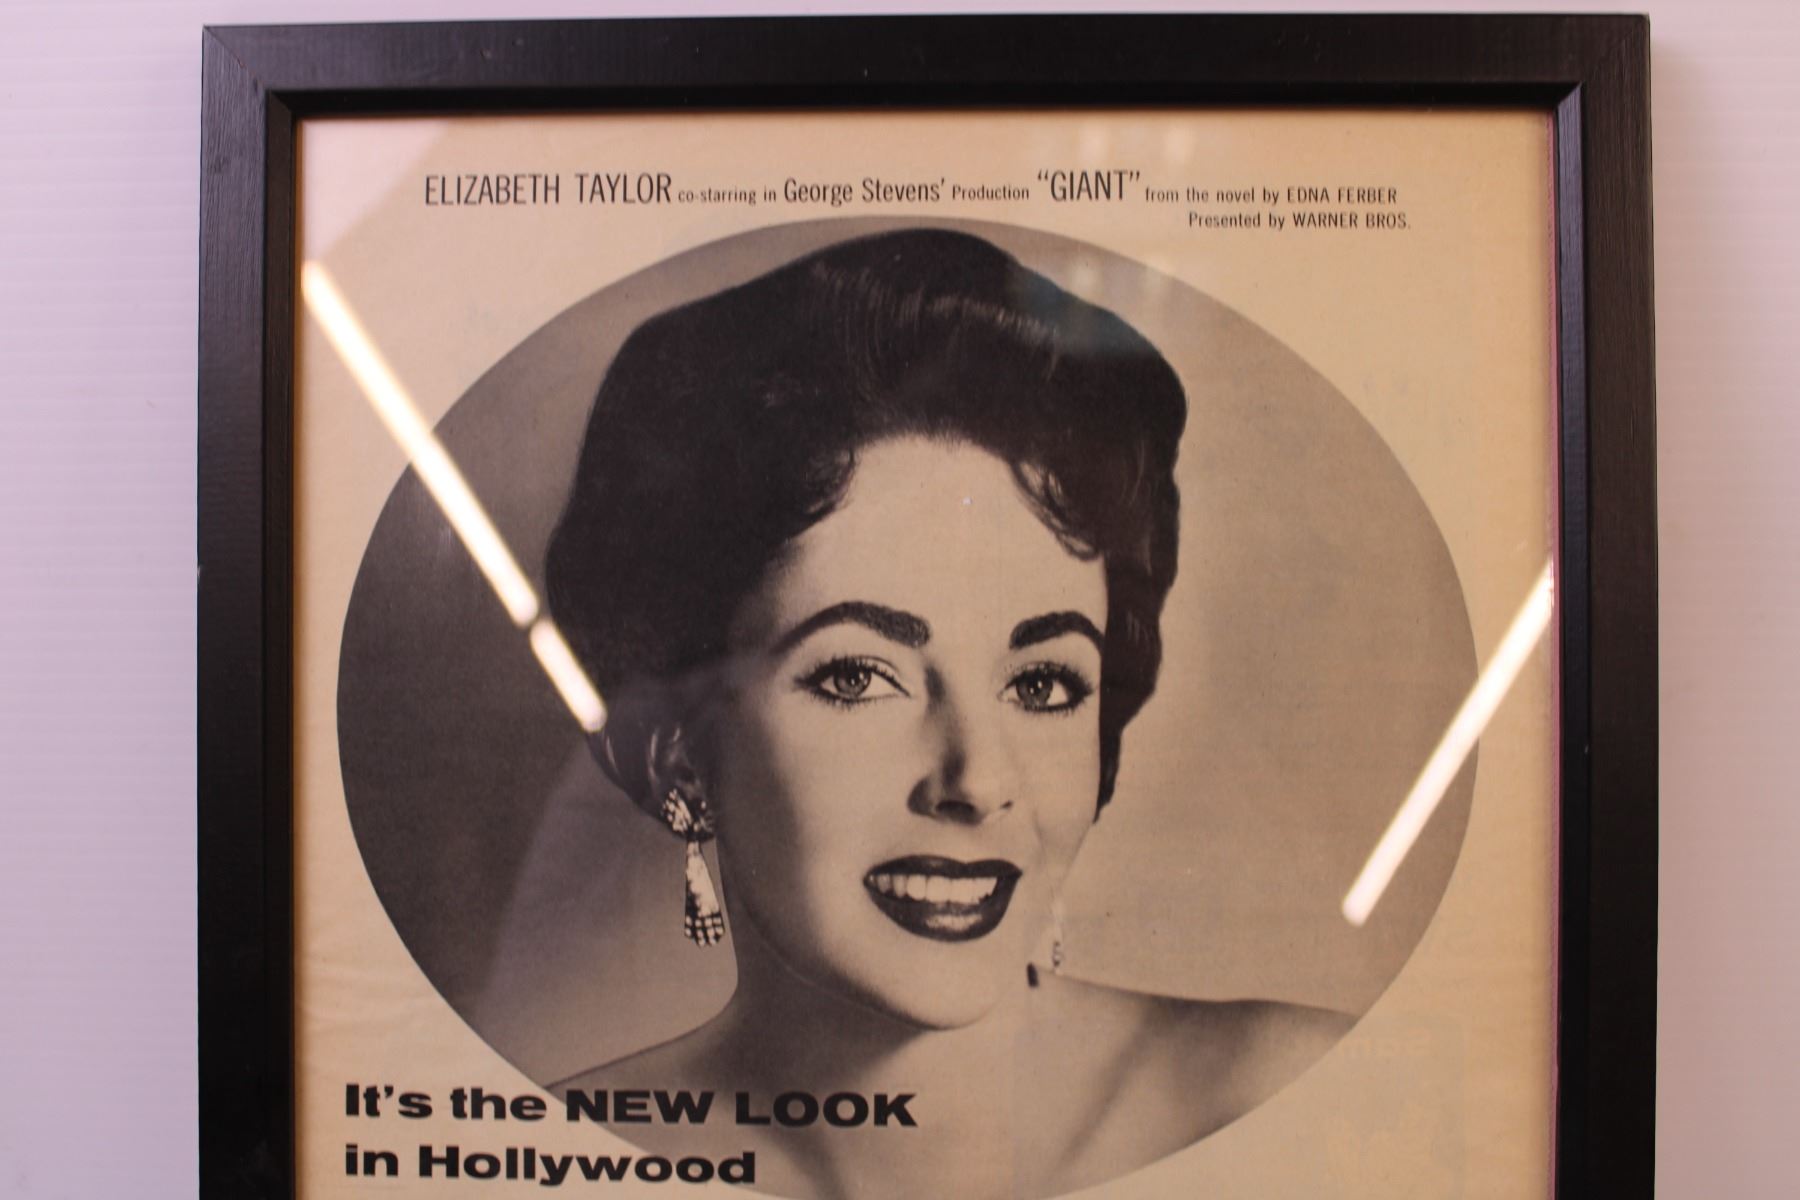 ELIZABETH TAYLOR co-starring in George Stevens' Production "GIANT" from the novel by EDNA FERBER
Presented by WARNER BROS.
It's the NEW LOOK
in Hollywood